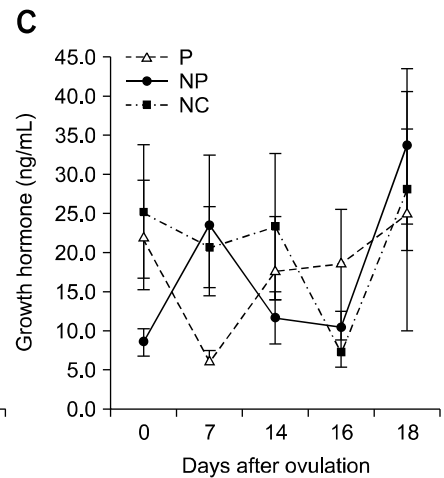 C
P
NP
NC
Growth hormone (ng/mL)
45.0
40.0
35.0
30.0
25.0
20.0
15.0
10.0
5.0
0.0
0 7 14 16 18
Days after ovulation